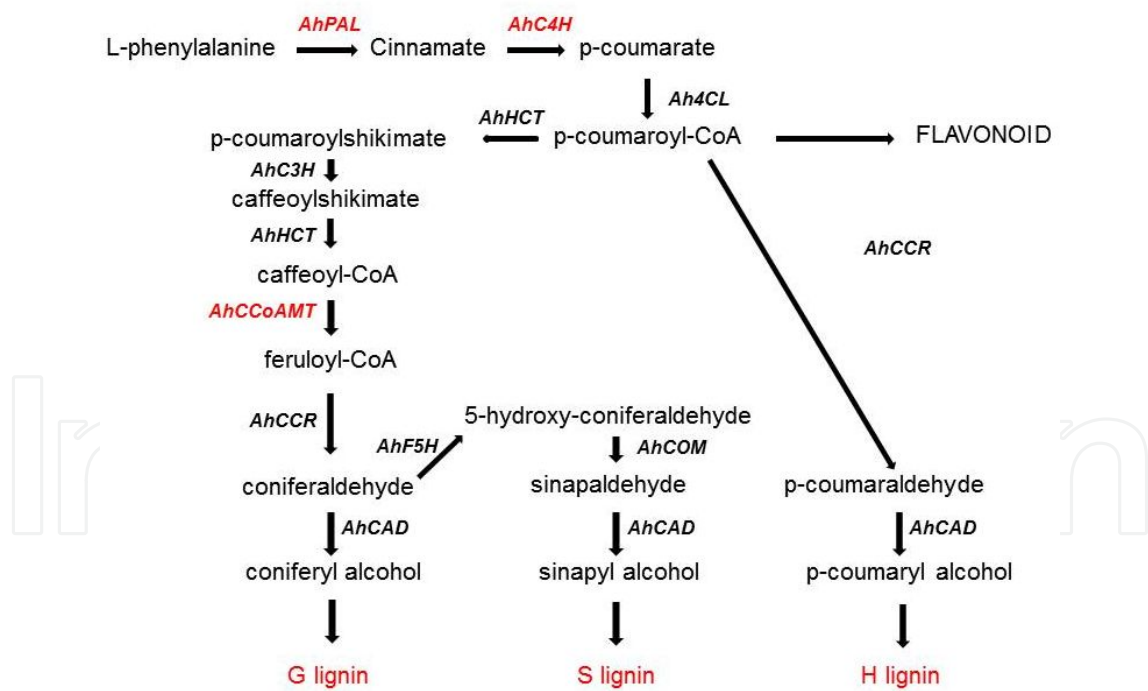 AhPAL AhC4H
L-phenylalanine Cinnamate p-coumarate
Ah4CL
AhHCT
p-coumaroylshikimate p-coumaroyl-CoA FLAVONOID
AhC3H
caffeoylshikimate
AhHCT AhCCR
caffeoyl-CoA
AhCCoAMT
feruloyl-CoA
AhCCR 5-hydroxy-coniferaldehyde
AhF5H AhCOM
coniferaldehyde sinapaldehyde p-coumaraldehyde
AhCAD AhCAD AhCAD
coniferyl alcohol sinapyl alcohol p-coumaryl alcohol
G lignin S lignin H lignin